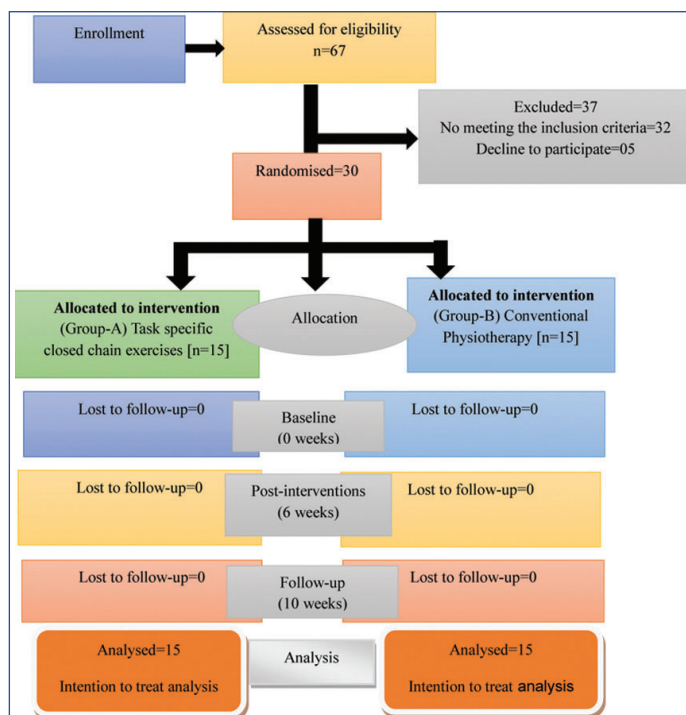 Enrollment
Assessed for eligibility
n=67
Excluded=37
No meeting the inclusion criteria=32
Decline to participate=05
Randomised=30
Allocated to intervention
(Group-A) Task specific
closed chain exercises [n=15]
Allocation
Allocated to intervention
(Group-B) Conventional
Physiotherapy [n=15]
Lost to follow-up=0
Baseline
(0 weeks)
Lost to follow-up=0
Lost to follow-up=0
Post-interventions
(6 weeks)
Lost to follow-up=0
Lost to follow-up=0
Follow-up
(10 weeks)
Lost to follow-up=0
Analysed=15
Intention to treat analysis
Analysis
Analysed=15
Intention to treat analysis